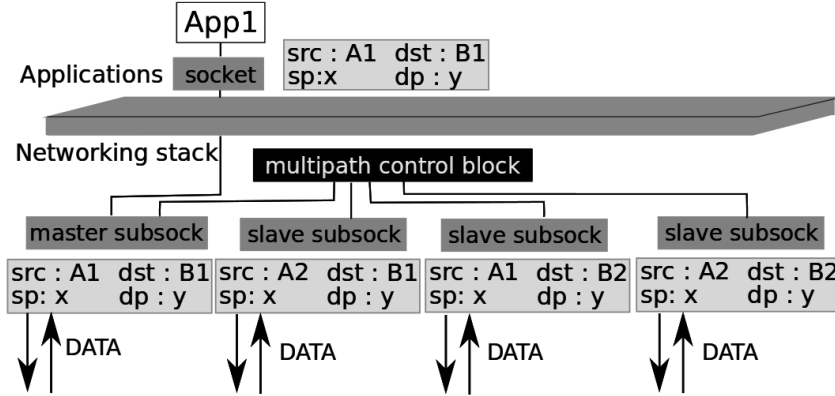 App1
Applications
socket
src : A1 dst : B1
sp:x dp : y
Networking stack
multipath control block
master subsock
slave subsock
slave subsock
slave subsock
src : A1 dst : B1
sp: x dp : y
src : A2 dst : B1
sp: x dp : y
src : A1 dst : B2
sp: x dp : y
src : A2 dst : B2
sp: x dp : y
DATA
DATA
DATA
DATA